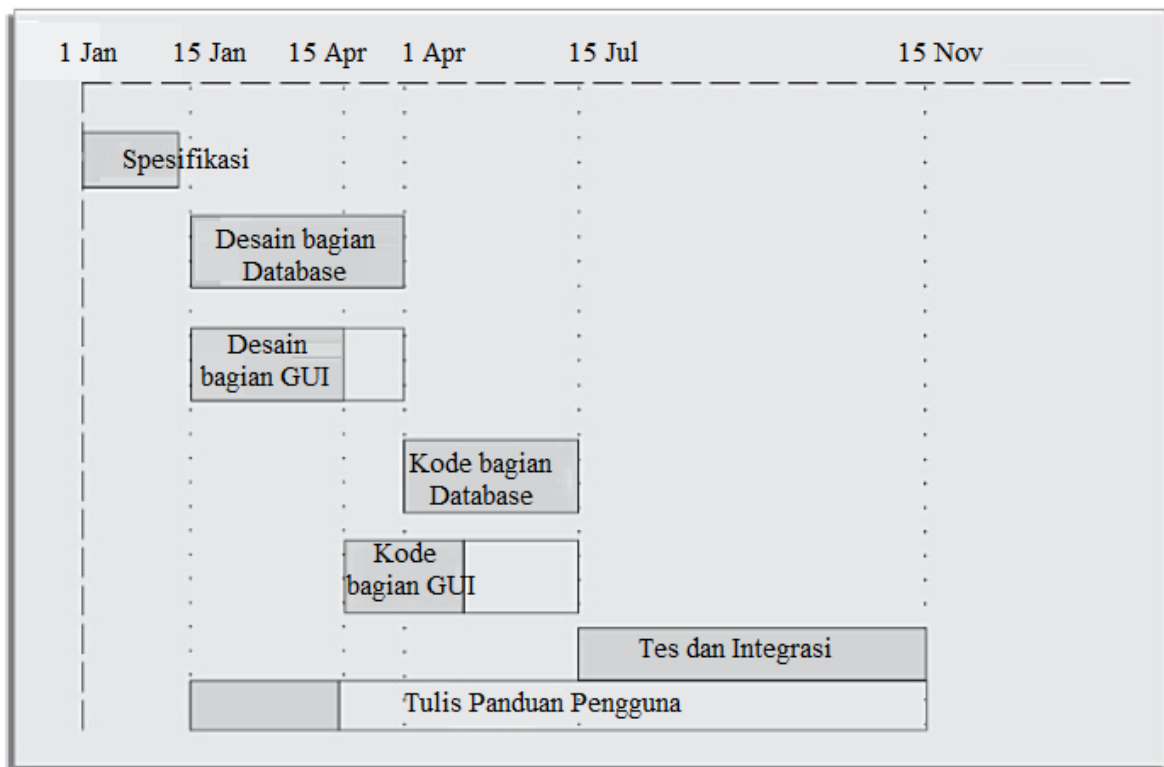 1 Jan 15 Jan 15 Apr 1 Apr 15 Jul 15 Nov
Spesifikasi
Desain bagian
Database
Desain
bagian GUI
Kode bagian
Database
Kode
bagian GUI
Tes dan Integrasi
Tulis Panduan Pengguna